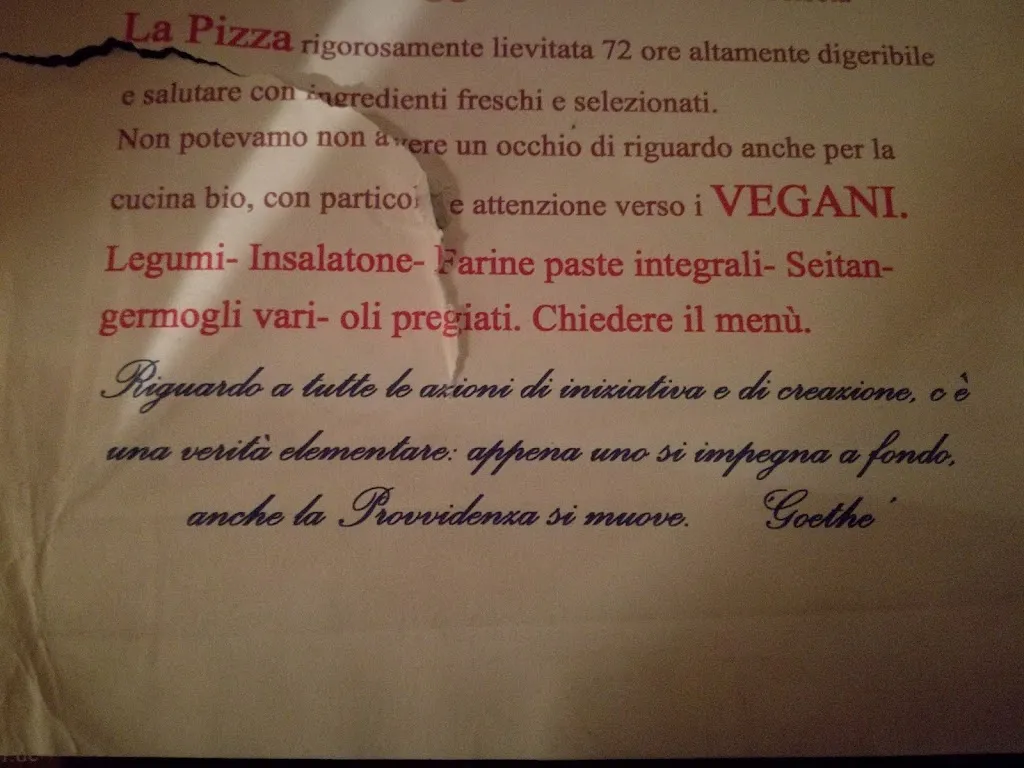 La Pizza rigorosamente lievitata 72 ore altamente digeribile
e salutare con ingredienti freschi e selezionati.
Non potevamo non avere un occhio di riguardo anche per la
cucina bio, con partico e attenzione verso i VEGANI.
Legumi- Insalatone- Farine paste integrali- Seitan-
germogli vari- oli pregiati. Chiedere il menù.
Riguardo a tutte le azioni di iniziativa e di creazione, c è
una verità elementare: appena uno si impegna a fondo,
anche la Provvidenza si muove. 'Goethe'